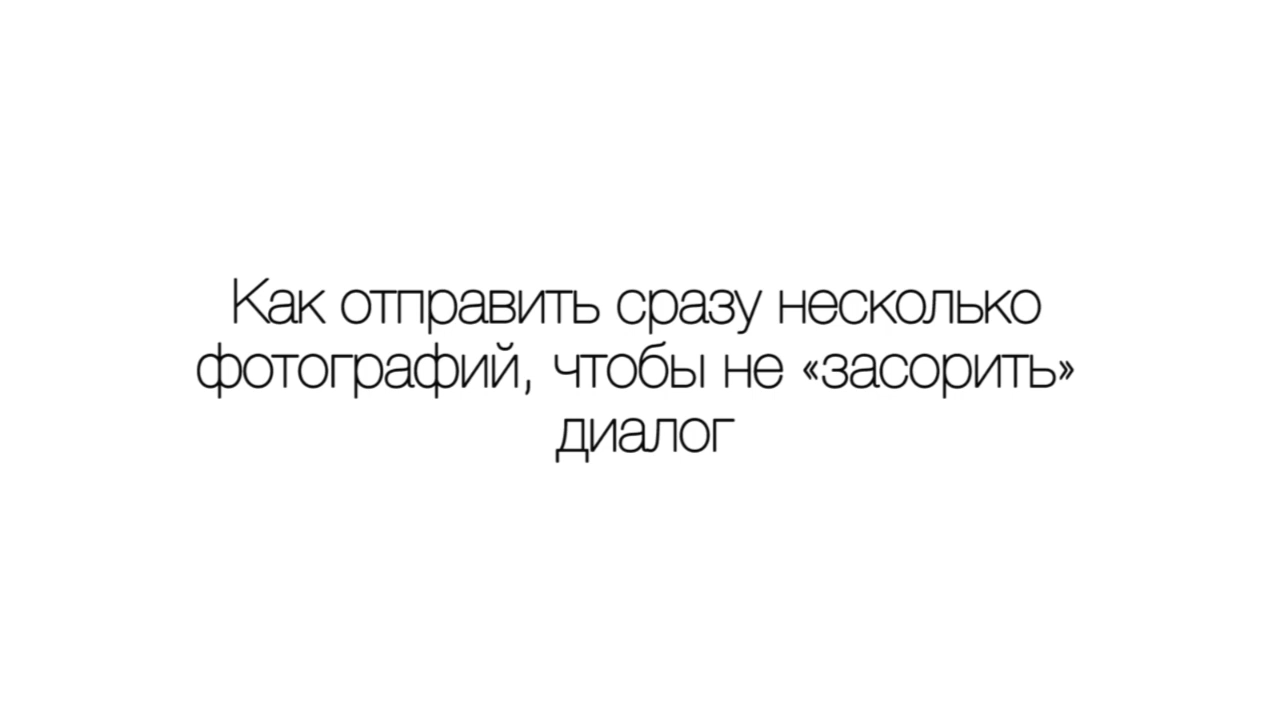 Как отправить сразу несколько
фотографий, чтобы не «засорить»
диалог